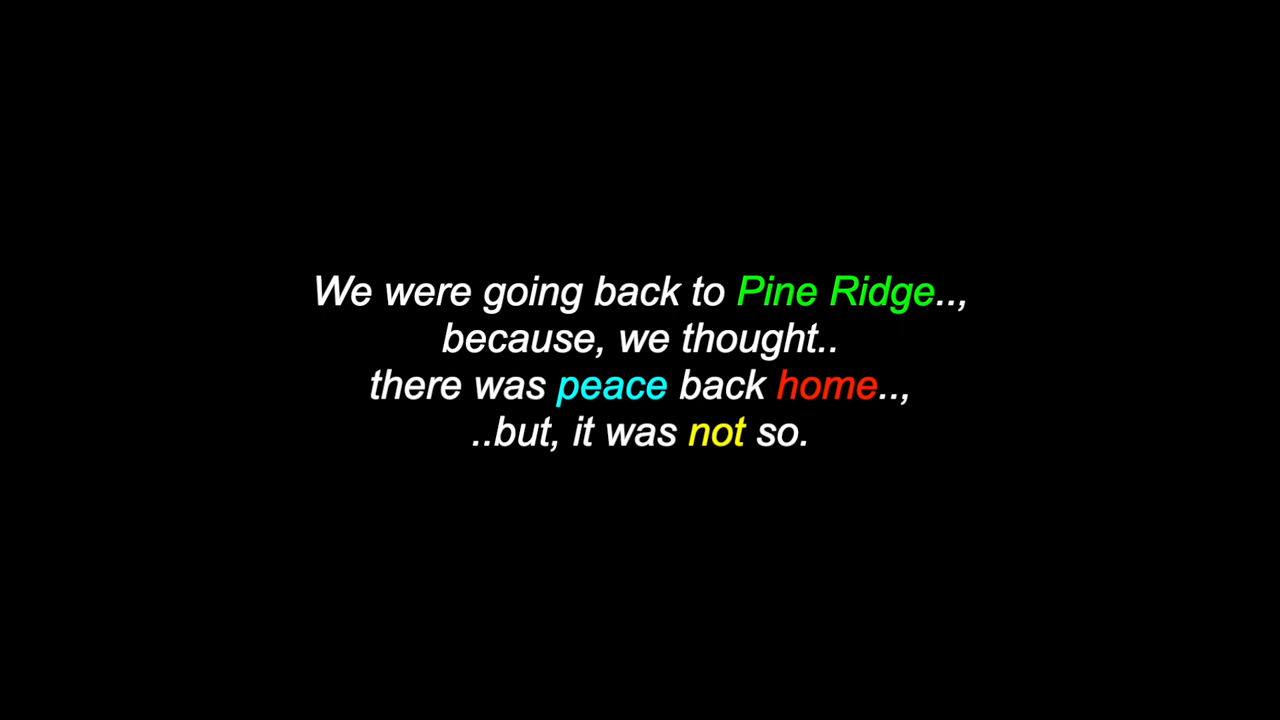 We were going back to Pine Ridge..,
because, we thought..
there was peace back home..,
..but, it was not so.